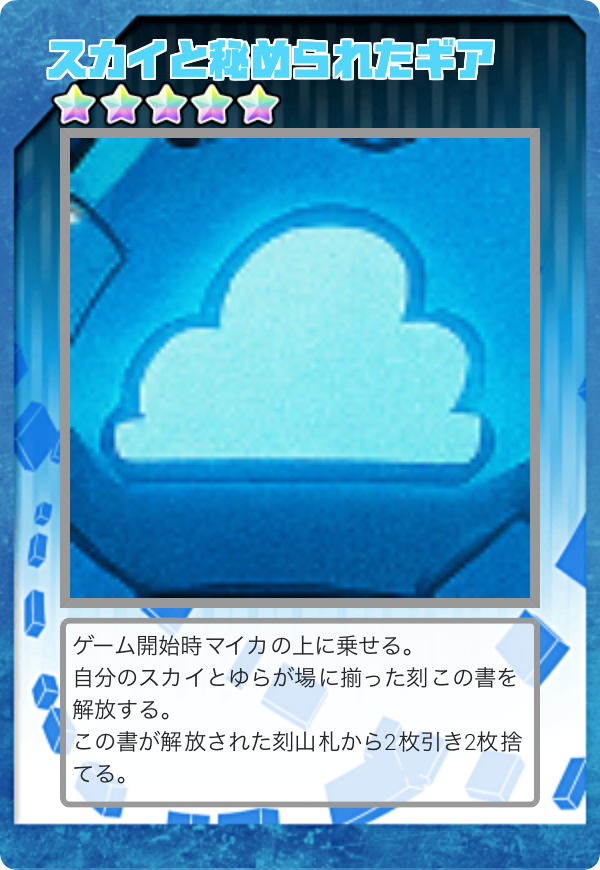 スカイと秘められたギア
ゲーム開始時マイカの上に乗せる。
自分のスカイとゆらが場に揃った刻この書を
解放する。
この書が解放された刻山札から2枚引き2枚捨
てる。